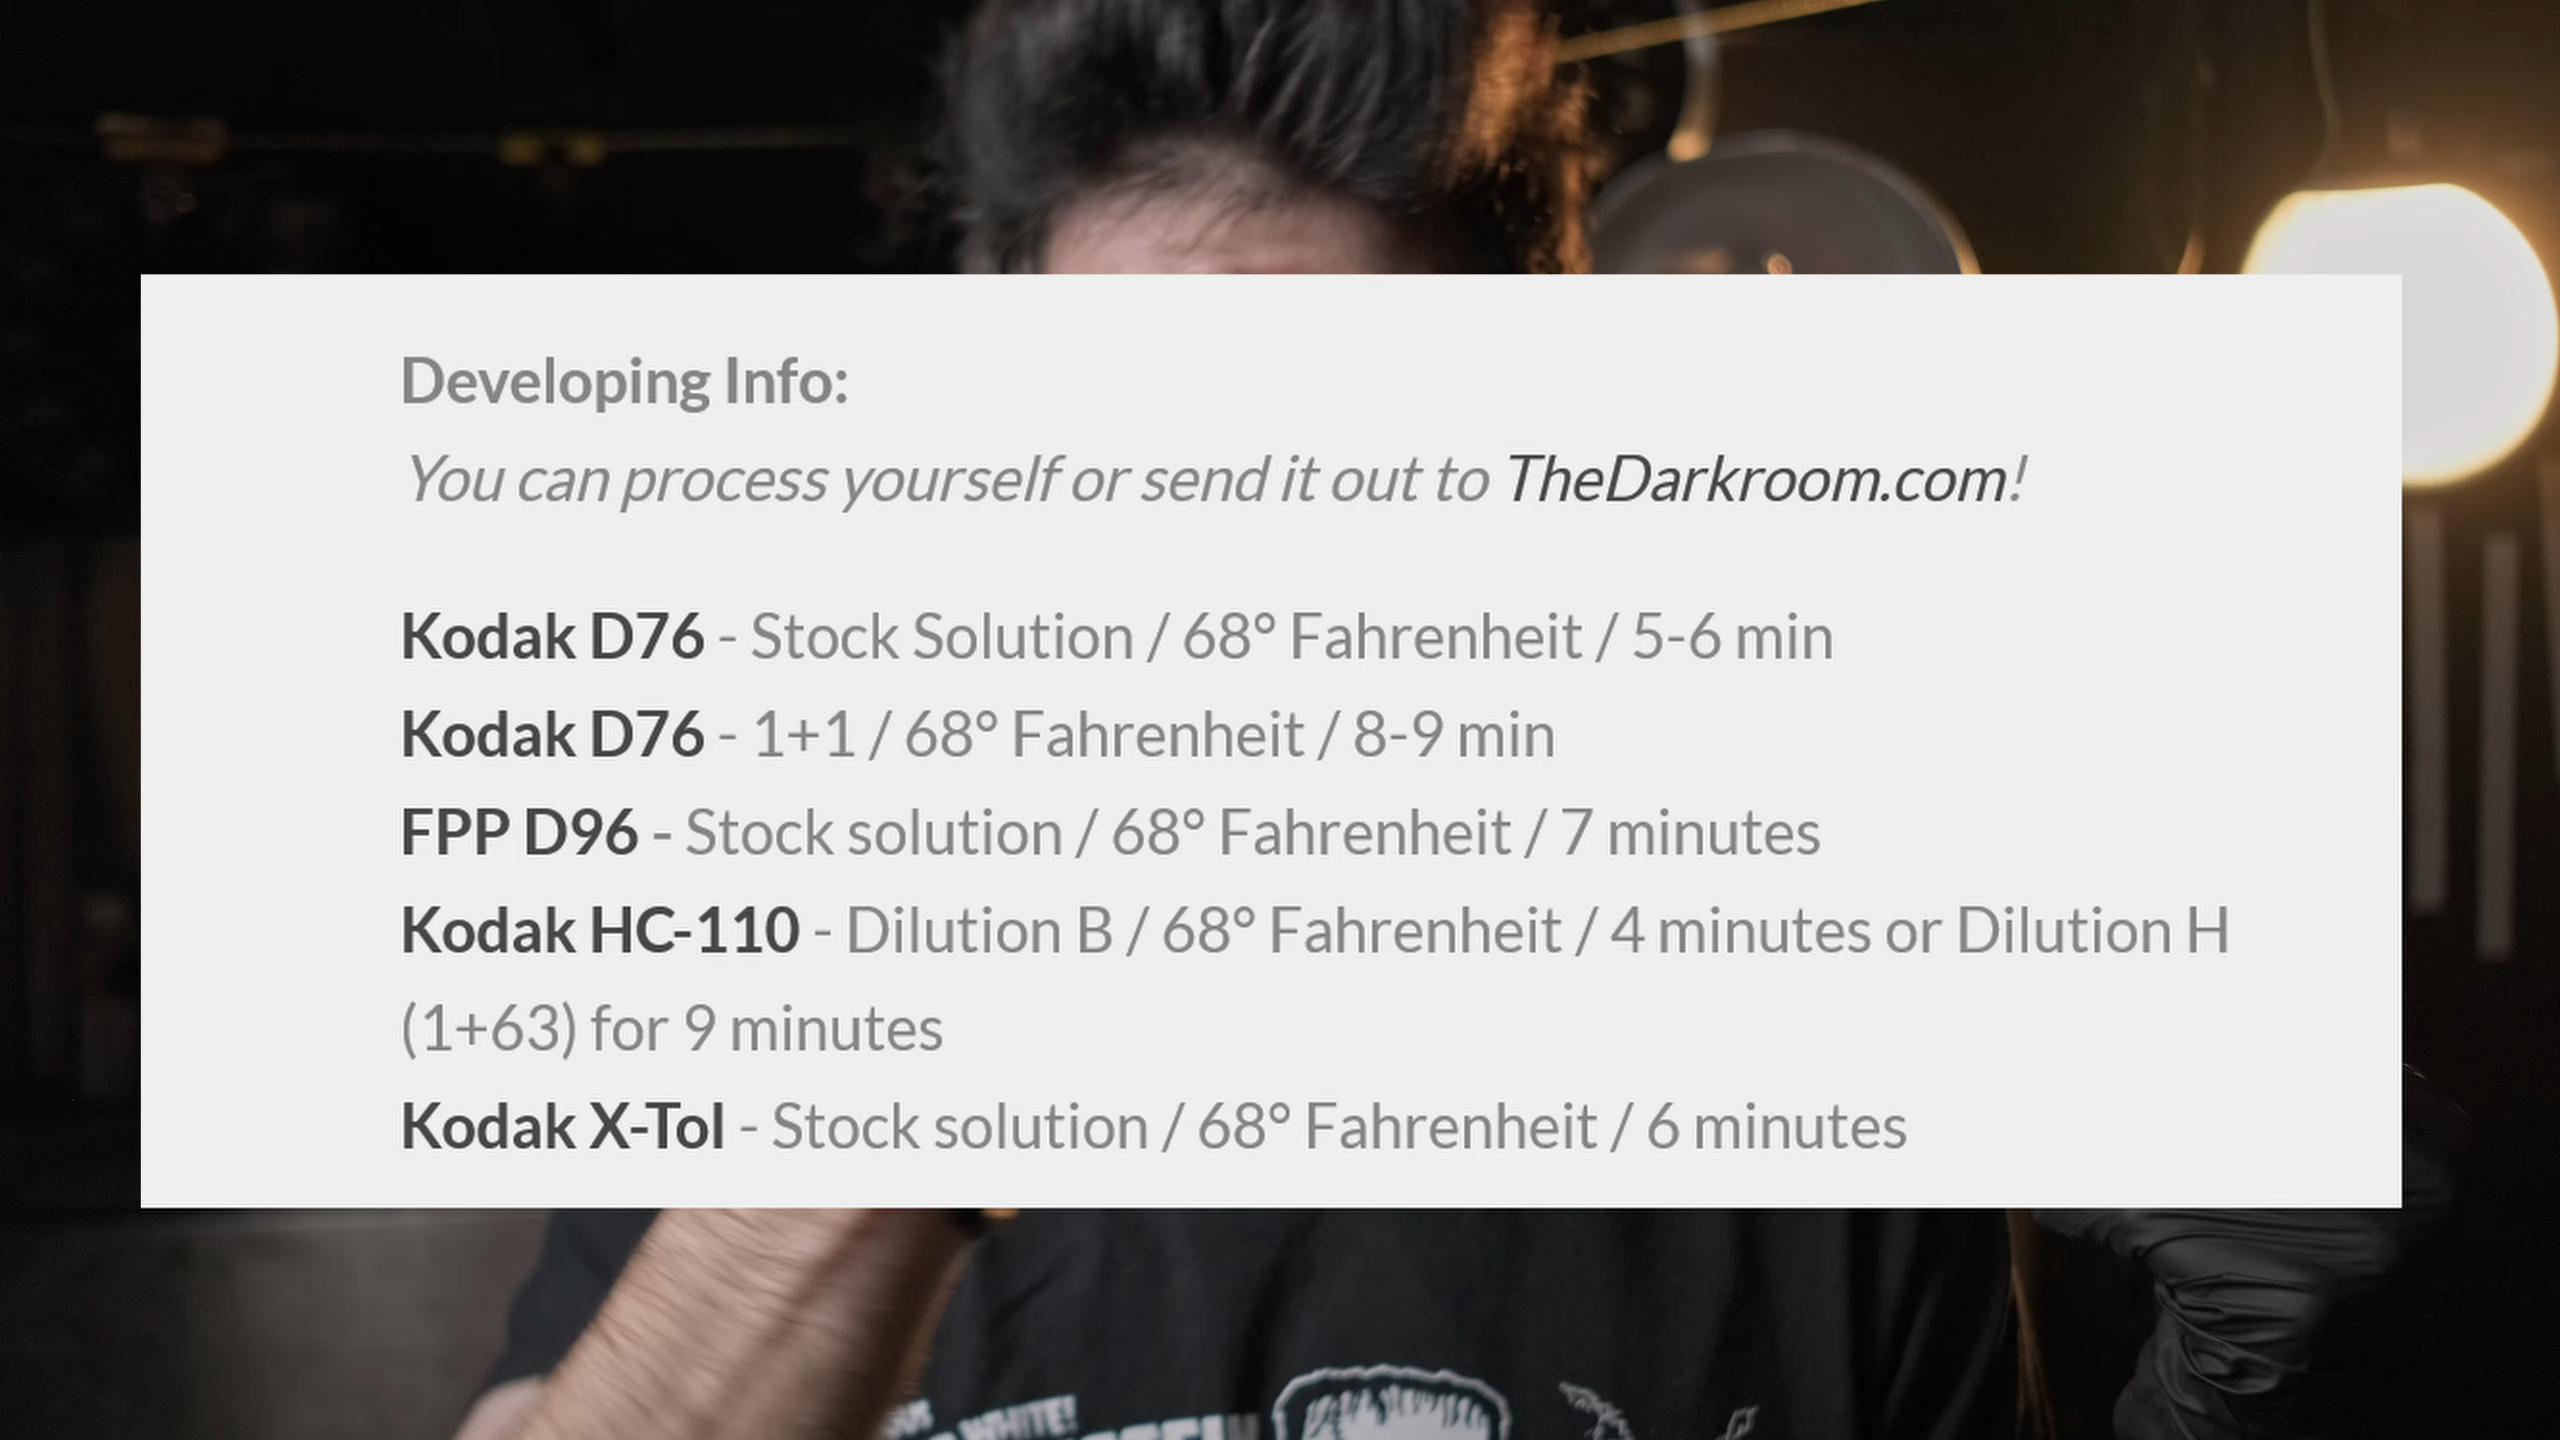 Developing Info:
You can process yourself or send it out to TheDarkroom.com!
Kodak D76 - Stock Solution / 68° Fahrenheit / 5-6 min
Kodak D76 - 1+1 / 68° Fahrenheit / 8-9 min
FPP D96 - Stock solution / 68° Fahrenheit / 7 minutes
Kodak HC-110 - Dilution B / 68° Fahrenheit / 4 minutes or Dilution H
(1+63) for 9 minutes
Kodak X-Tol - Stock solution / 68° Fahrenheit / 6 minutes
WHITE!